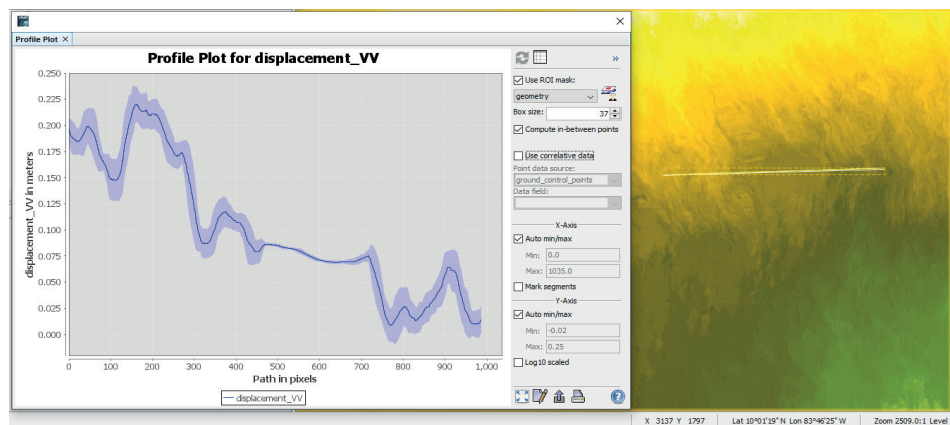 Profile Plot ×
Profile Plot for displacement_VV
displacement_VV in meters
0.250
0.225
0.200
0.175
0.150
0.125
0.100
0.075
0.050
0.025
0.000
0 100 200 300 400 500 600 700 800 900 1,000
Path in pixels
displacement_VV
»
Use ROI mask:
geometry
Box size: 37
Compute in-between points
Use correlative data
Point data source:
ground_control_points
Data field:
X-Axis
Auto min/max
Min: 0.0
Max: 1035.0
Mark segments
Y-Axis
Auto min/max
Min: -0.02
Max: 0.25
Log10 scaled
X 3137 Y 1797 Lat 10°01'19" N Lon 83°46'25" W Zoom 2509.0:1 Level